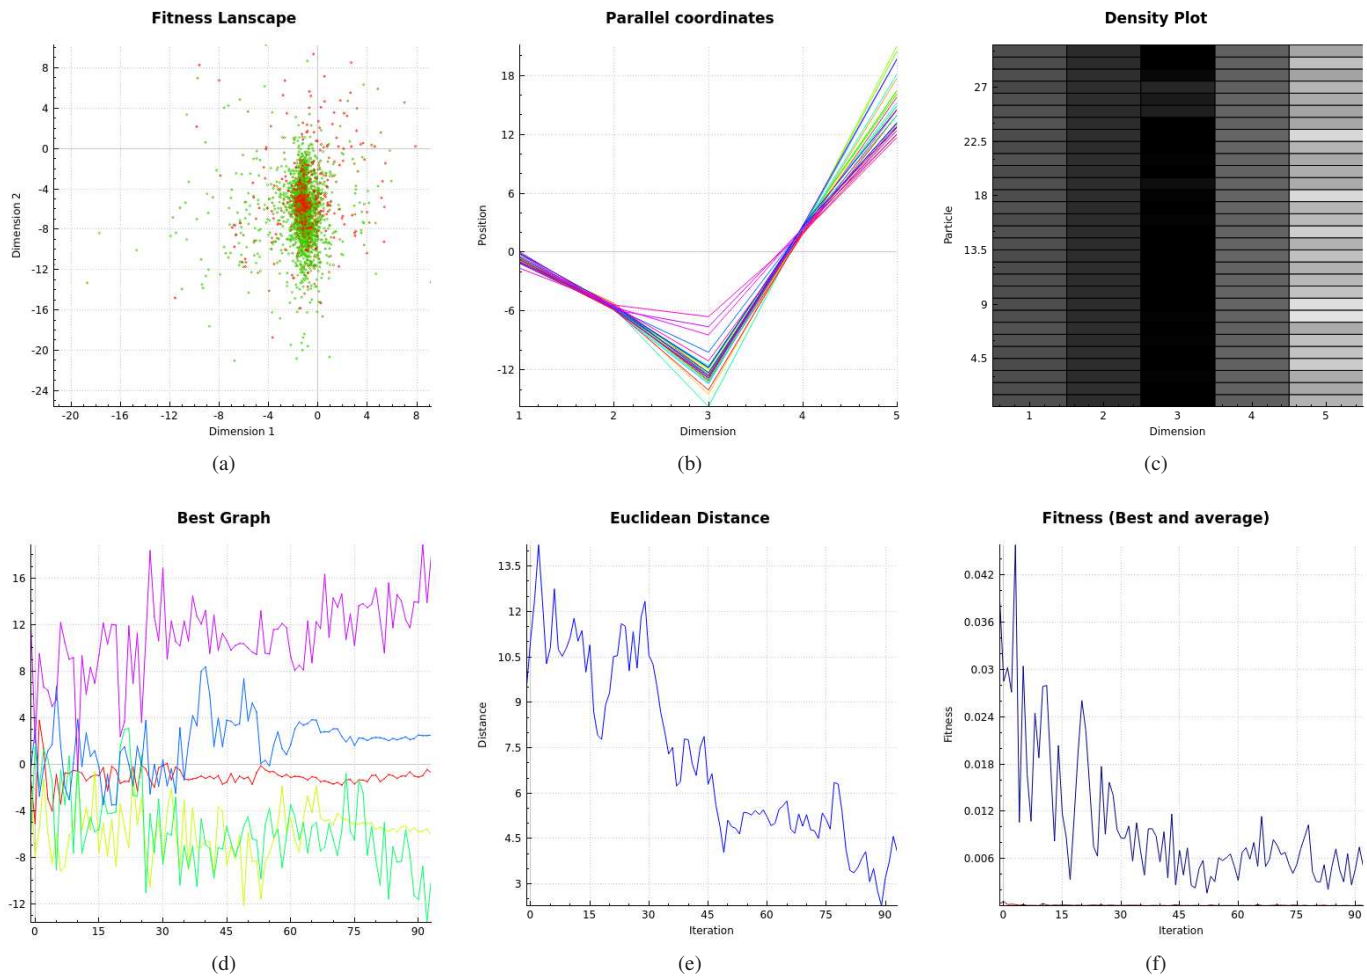 Fitness Lanscape
Parallel coordinates
Density Plot
8
4
0
-4
-8
-12
-16
-20
-24
Dimension 2
-20 -16 -12 -8 -4 0 4 8
Dimension 1
18
12
6
0
-6
-12
Position
1 2 3 4 5
Dimension
27
22.5
18
13.5
9
4.5
Particle
1 2 3 4 5
Dimension
(a)
(b)
(c)
Best Graph
Euclidean Distance
Fitness (Best and average)
16
12
8
4
0
-4
-8
-12
0 15 30 45 60 75 90
13.5
12
10.5
9
7.5
6
4.5
3
Distance
0 15 30 45 60 75 90
Iteration
0.042
0.036
0.03
0.024
0.018
0.012
0.006
Fitness
0 15 30 45 60 75 90
Iteration
(d)
(e)
(f)